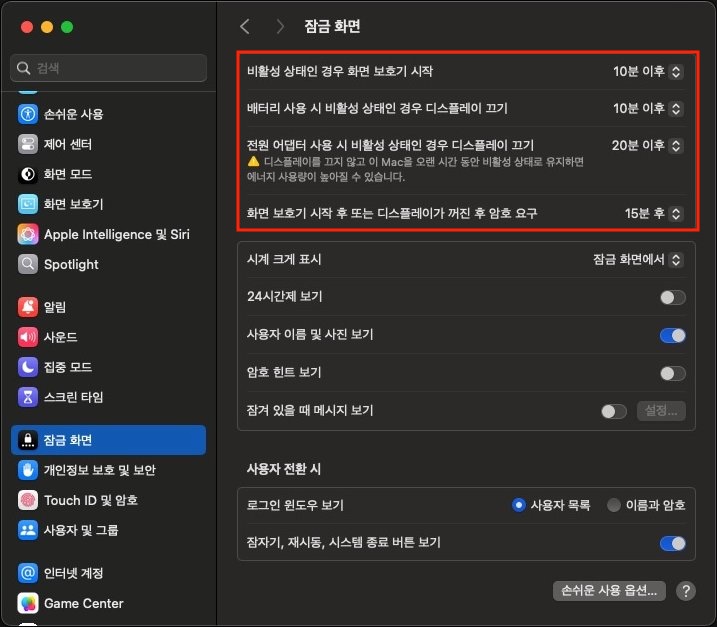 잠금 화면
검색
손쉬운 사용
제어 센터
화면 모드
화면 보호기
Apple Intelligence 및 Siri
Spotlight
알림
사운드
집중 모드
스크린 타임
잠금 화면
개인정보 보호 및 보안
Touch ID 및 암호
사용자 및 그룹
인터넷 계정
Game Center
비활성 상태인 경우 화면 보호기 시작 10분 이후
배터리 사용 시 비활성 상태인 경우 디스플레이 끄기 10분 이후
전원 어댑터 사용 시 비활성 상태인 경우 디스플레이 끄기 20분 이후
디스플레이를 끄지 않고 이 Mac을 오랜 시간 동안 비활성 상태로 유지하면
에너지 사용량이 높아질 수 있습니다.
화면 보호기 시작 후 또는 디스플레이가 꺼진 후 암호 요구 15분 후
시계 크게 표시 잠금 화면에서
24시간제 보기
사용자 이름 및 사진 보기
암호 힌트 보기
잠겨 있을 때 메시지 보기 설정...
사용자 전환 시
로그인 윈도우 보기 사용자 목록 이름과 암호
잠자기, 재시동, 시스템 종료 버튼 보기
손쉬운 사용 옵션... ?